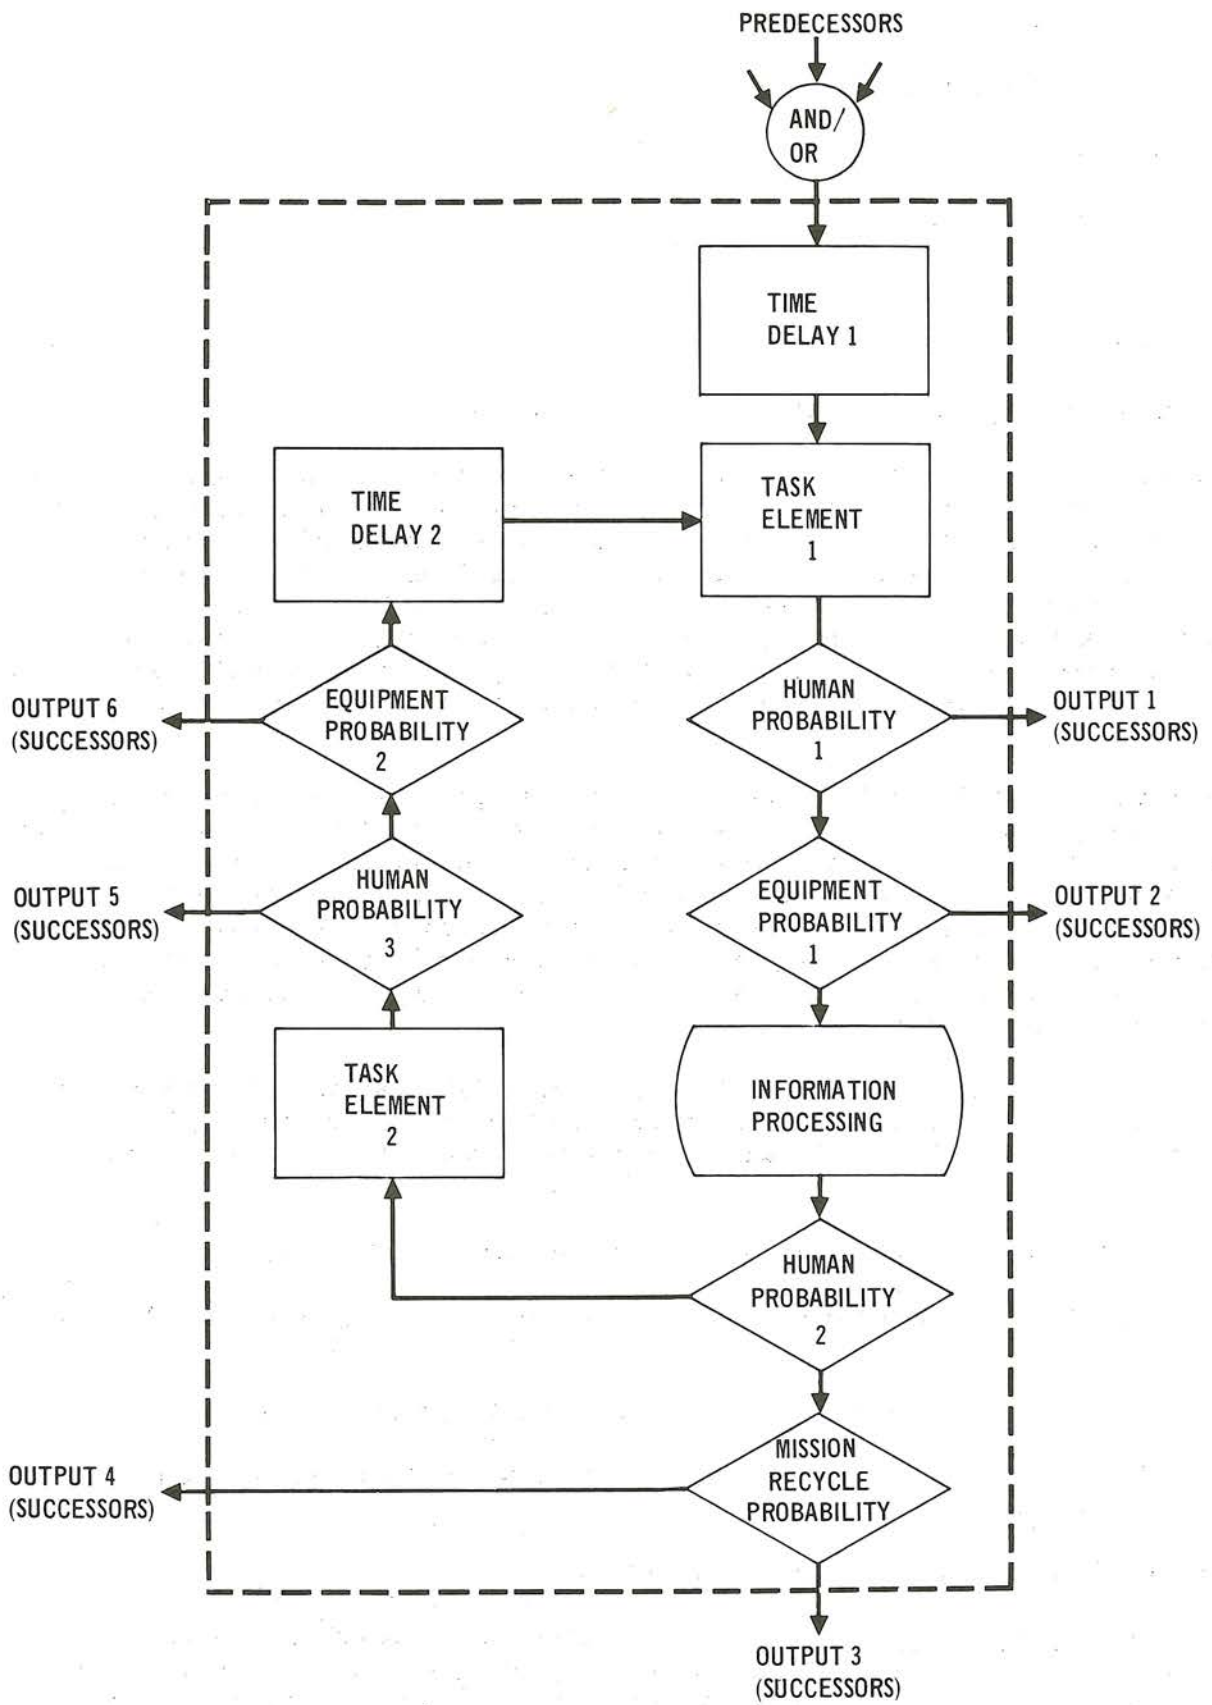 PREDECESSORS
AND/
OR
TIME
DELAY 1
TIME
DELAY 2
TASK
ELEMENT
1
OUTPUT 6
(SUCCESSORS)
EQUIPMENT
PROBABILITY
2
HUMAN
PROBABILITY
1
OUTPUT 1
(SUCCESSORS)
OUTPUT 5
(SUCCESSORS)
HUMAN
PROBABILITY
3
EQUIPMENT
PROBABILITY
1
OUTPUT 2
(SUCCESSORS)
TASK
ELEMENT
2
INFORMATION
PROCESSING
HUMAN
PROBABILITY
2
OUTPUT 4
(SUCCESSORS)
MISSION
RECYCLE
PROBABILITY
OUTPUT 3
(SUCCESSORS)